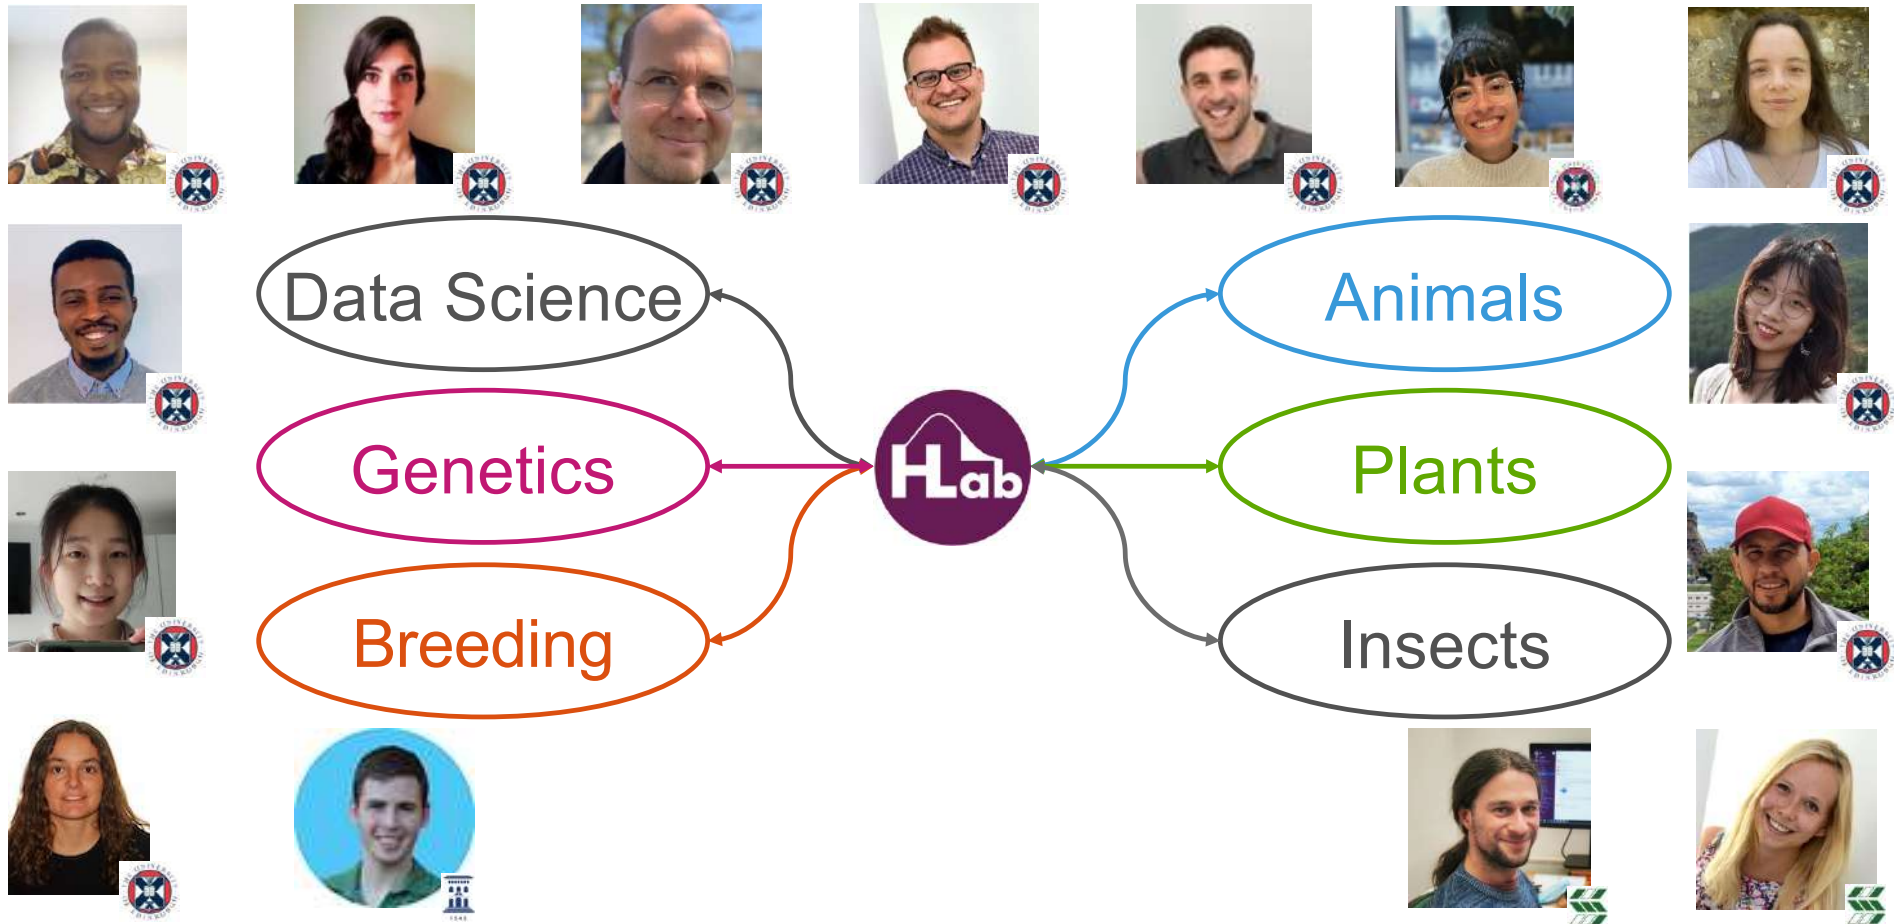 Data Science
Animals
Genetics
HLab
Plants
Breeding
Insects